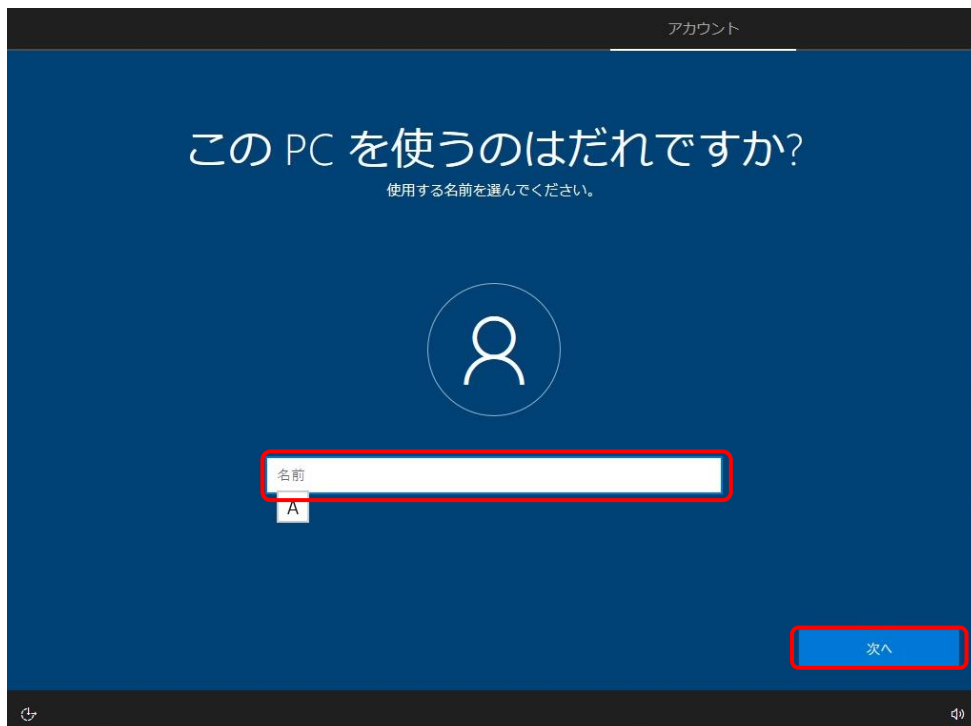 アカウント
この PC を使うのはだれですか?
使用する名前を選んでください。
名前
A
次へ